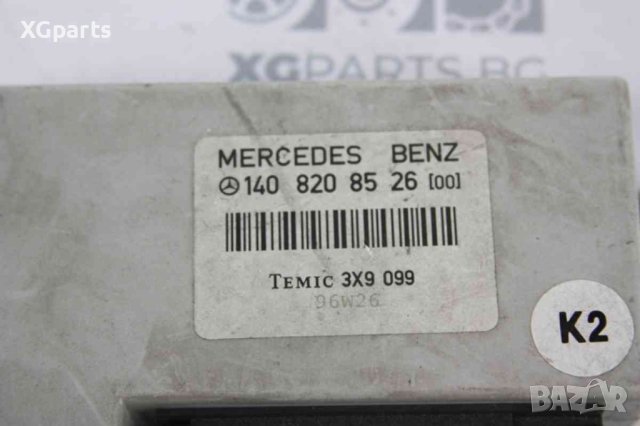 XGparts
XGPARTS.BG
MERCEDES BENZ
140 820 85 26 [00]
TEMIC 3X9 099
96W26
K2
BAZAR